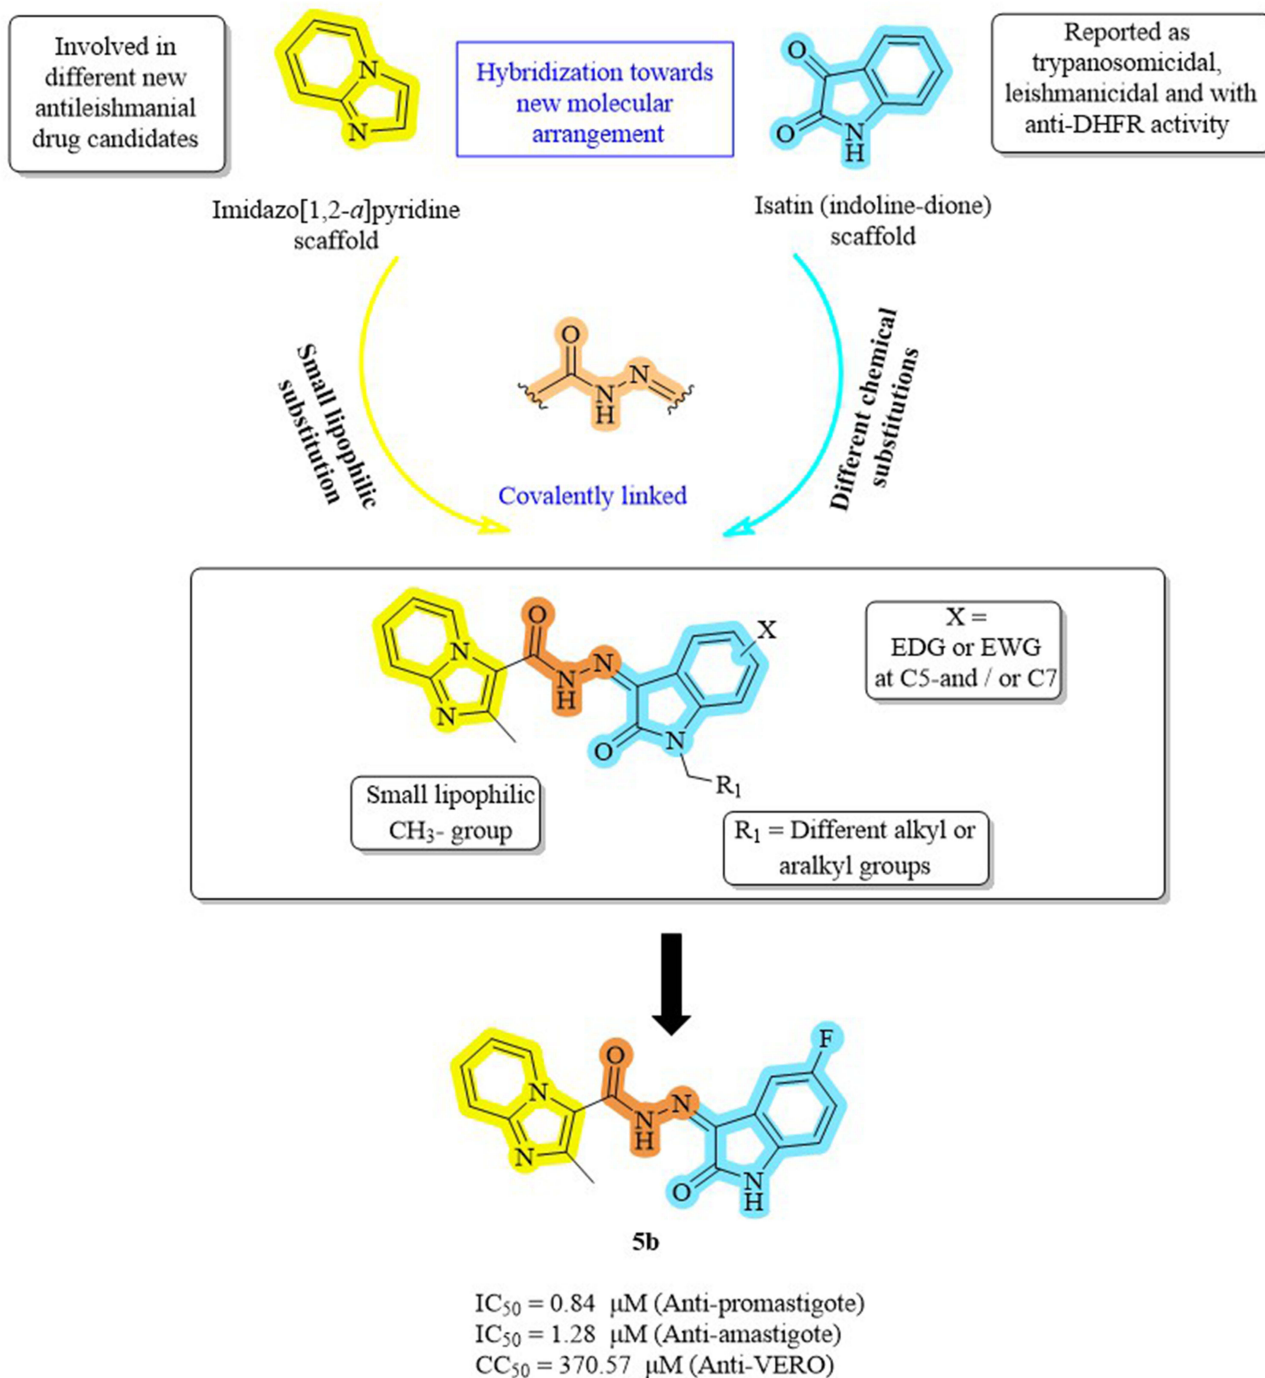 Involved in
different new
antileishmanial
drug candidates
N
N
Imidazo[1,2-a]pyridine
scaffold
Hybridization towards
new molecular
arrangement
O
O
N
H
Isatin (indoline-dione)
scaffold
Reported as
trypanosomicidal,
leishmanicidal and with
anti-DHFR activity
Small lipophilic
substitution
O
N
H
N
Covalently linked
Different chemical
substitutions
N
N
O
N
H
N
O
N
X
R1
X =
EDG or EWG
at C5-and / or C7
Small lipophilic
CH3- group
R1 = Different alkyl or
aralkyl groups
N
N
O
N
H
N
O
N
H
F
5b
IC50 = 0.84 μM (Anti-promastigote)
IC50 = 1.28 μM (Anti-amastigote)
CC50 = 370.57 μM (Anti-VERO)